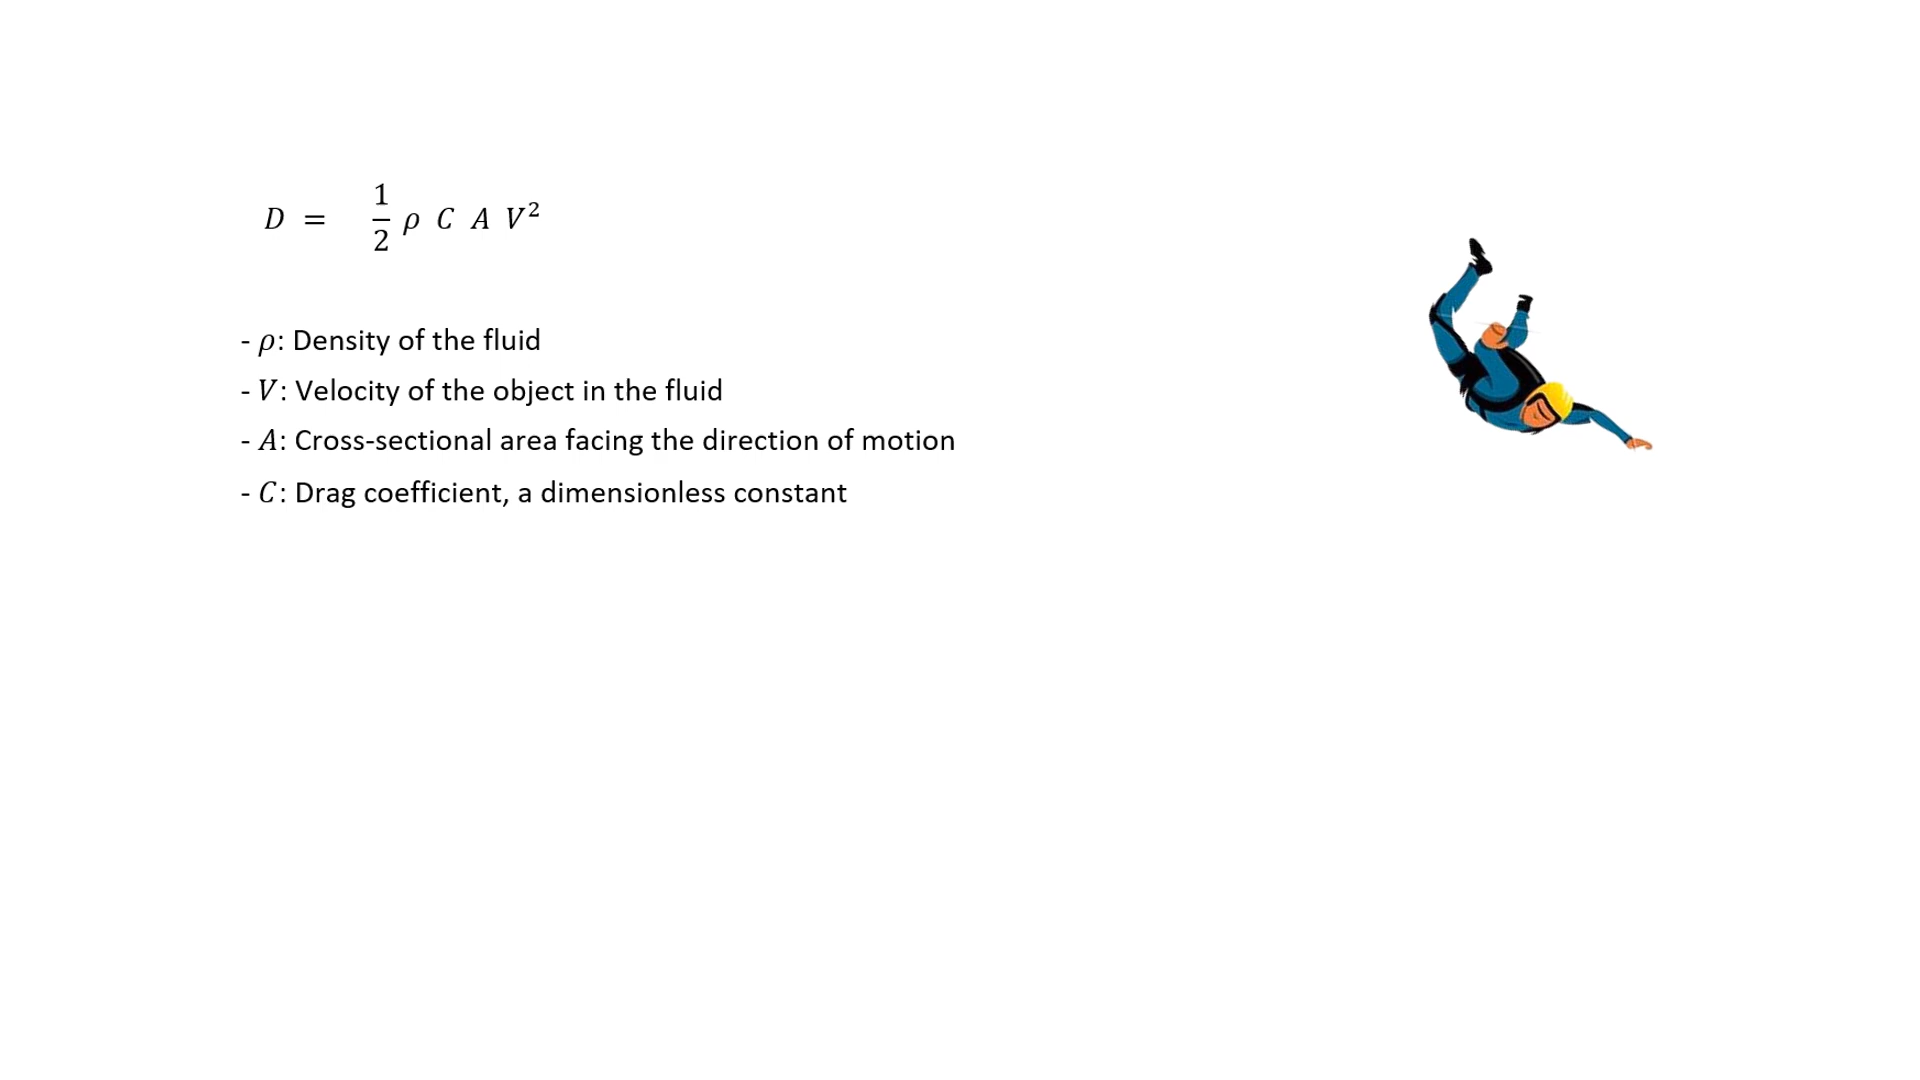 D = 1/2 ρ C A V²
- ρ: Density of the fluid
- V: Velocity of the object in the fluid
- A: Cross-sectional area facing the direction of motion
- C: Drag coefficient, a dimensionless constant